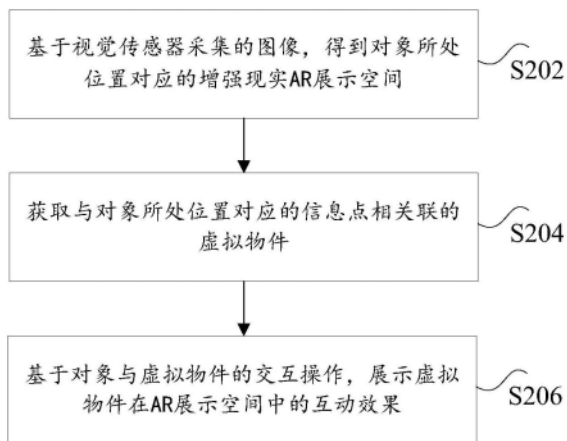 基于视觉传感器采集的图像，得到对象所处
位置对应的增强现实AR展示空间
S202
获取与对象所处位置对应的信息点相关联的
虚拟物件
S204
基于对象与虚拟物件的交互操作，展示虚拟
物件在AR展示空间中的互动效果
S206